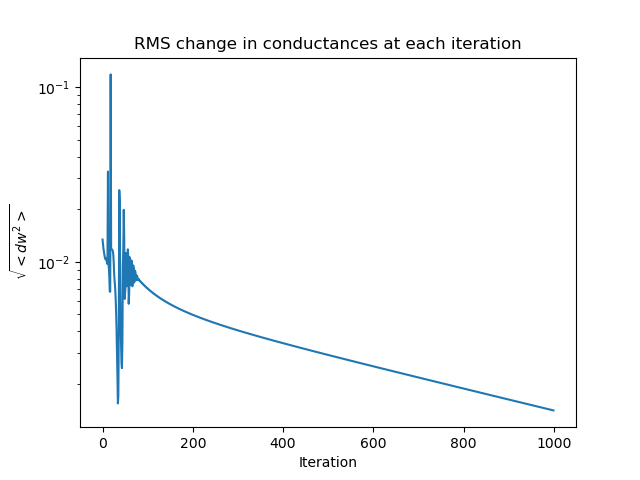 RMS change in conductances at each iteration
10⁻¹
10⁻²
√<dw²>
0 200 400 600 800 1000
Iteration